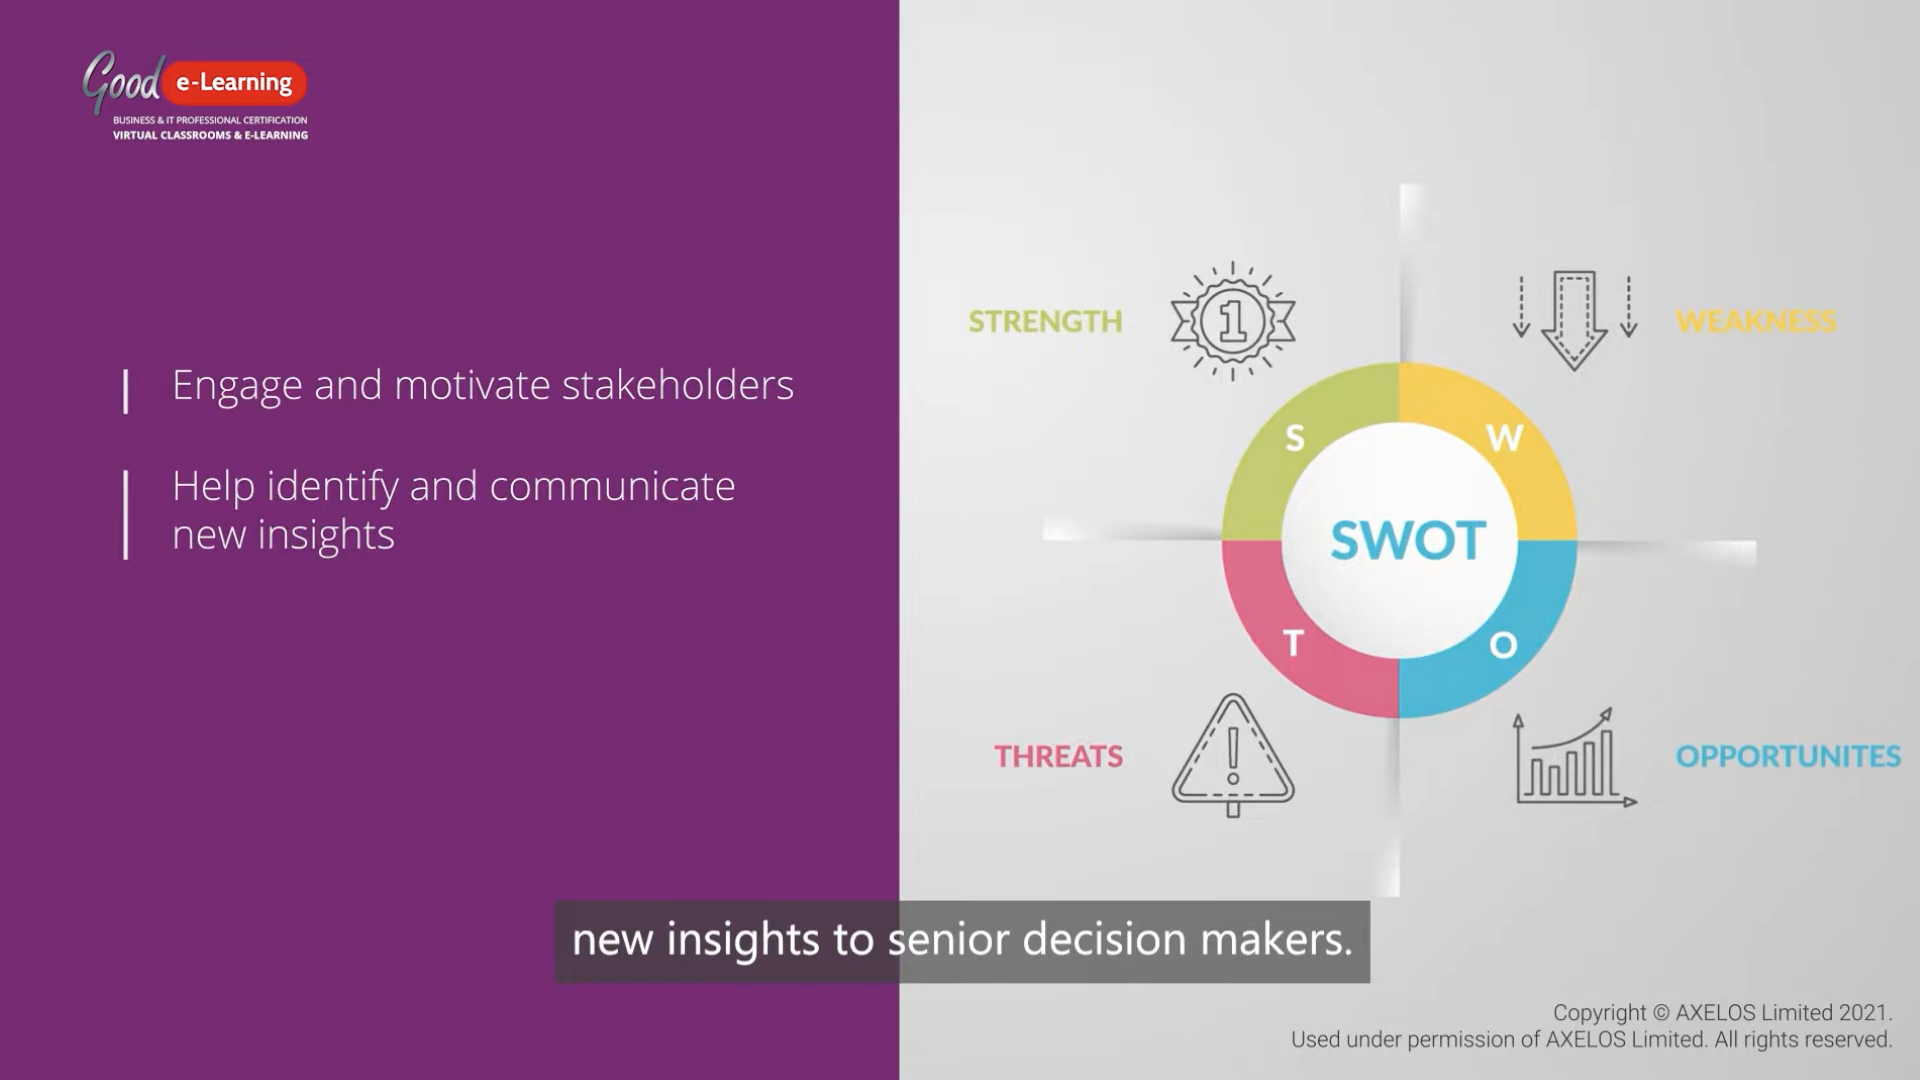 Good e-Learning
BUSINESS & IT PROFESSIONAL CERTIFICATION
VIRTUAL CLASSROOMS & E-LEARNING
Engage and motivate stakeholders
Help identify and communicate
new insights
STRENGTH
1
WEAKNESS
S
W
SWOT
T
O
THREATS
!
OPPORTUNITES
new insights to senior decision makers.
Copyright © AXELOS Limited 2021.
Used under permission of AXELOS Limited. All rights reserved.